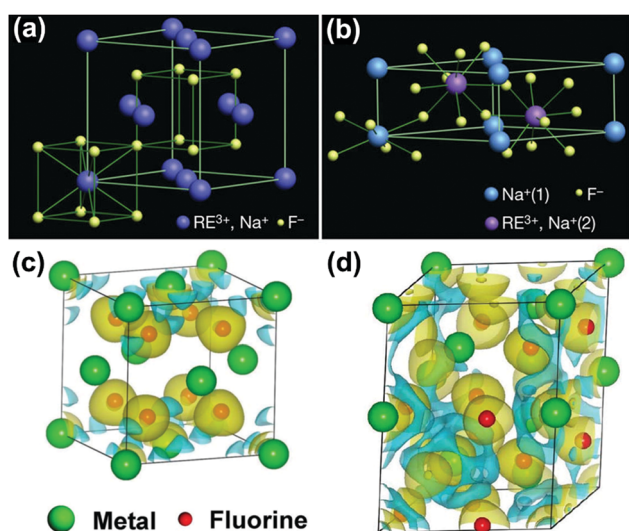 (a)
(b)
RE³⁺, Na⁺ F⁻
Na⁺(1) F⁻
RE³⁺, Na⁺(2)
(c)
(d)
Metal Fluorine